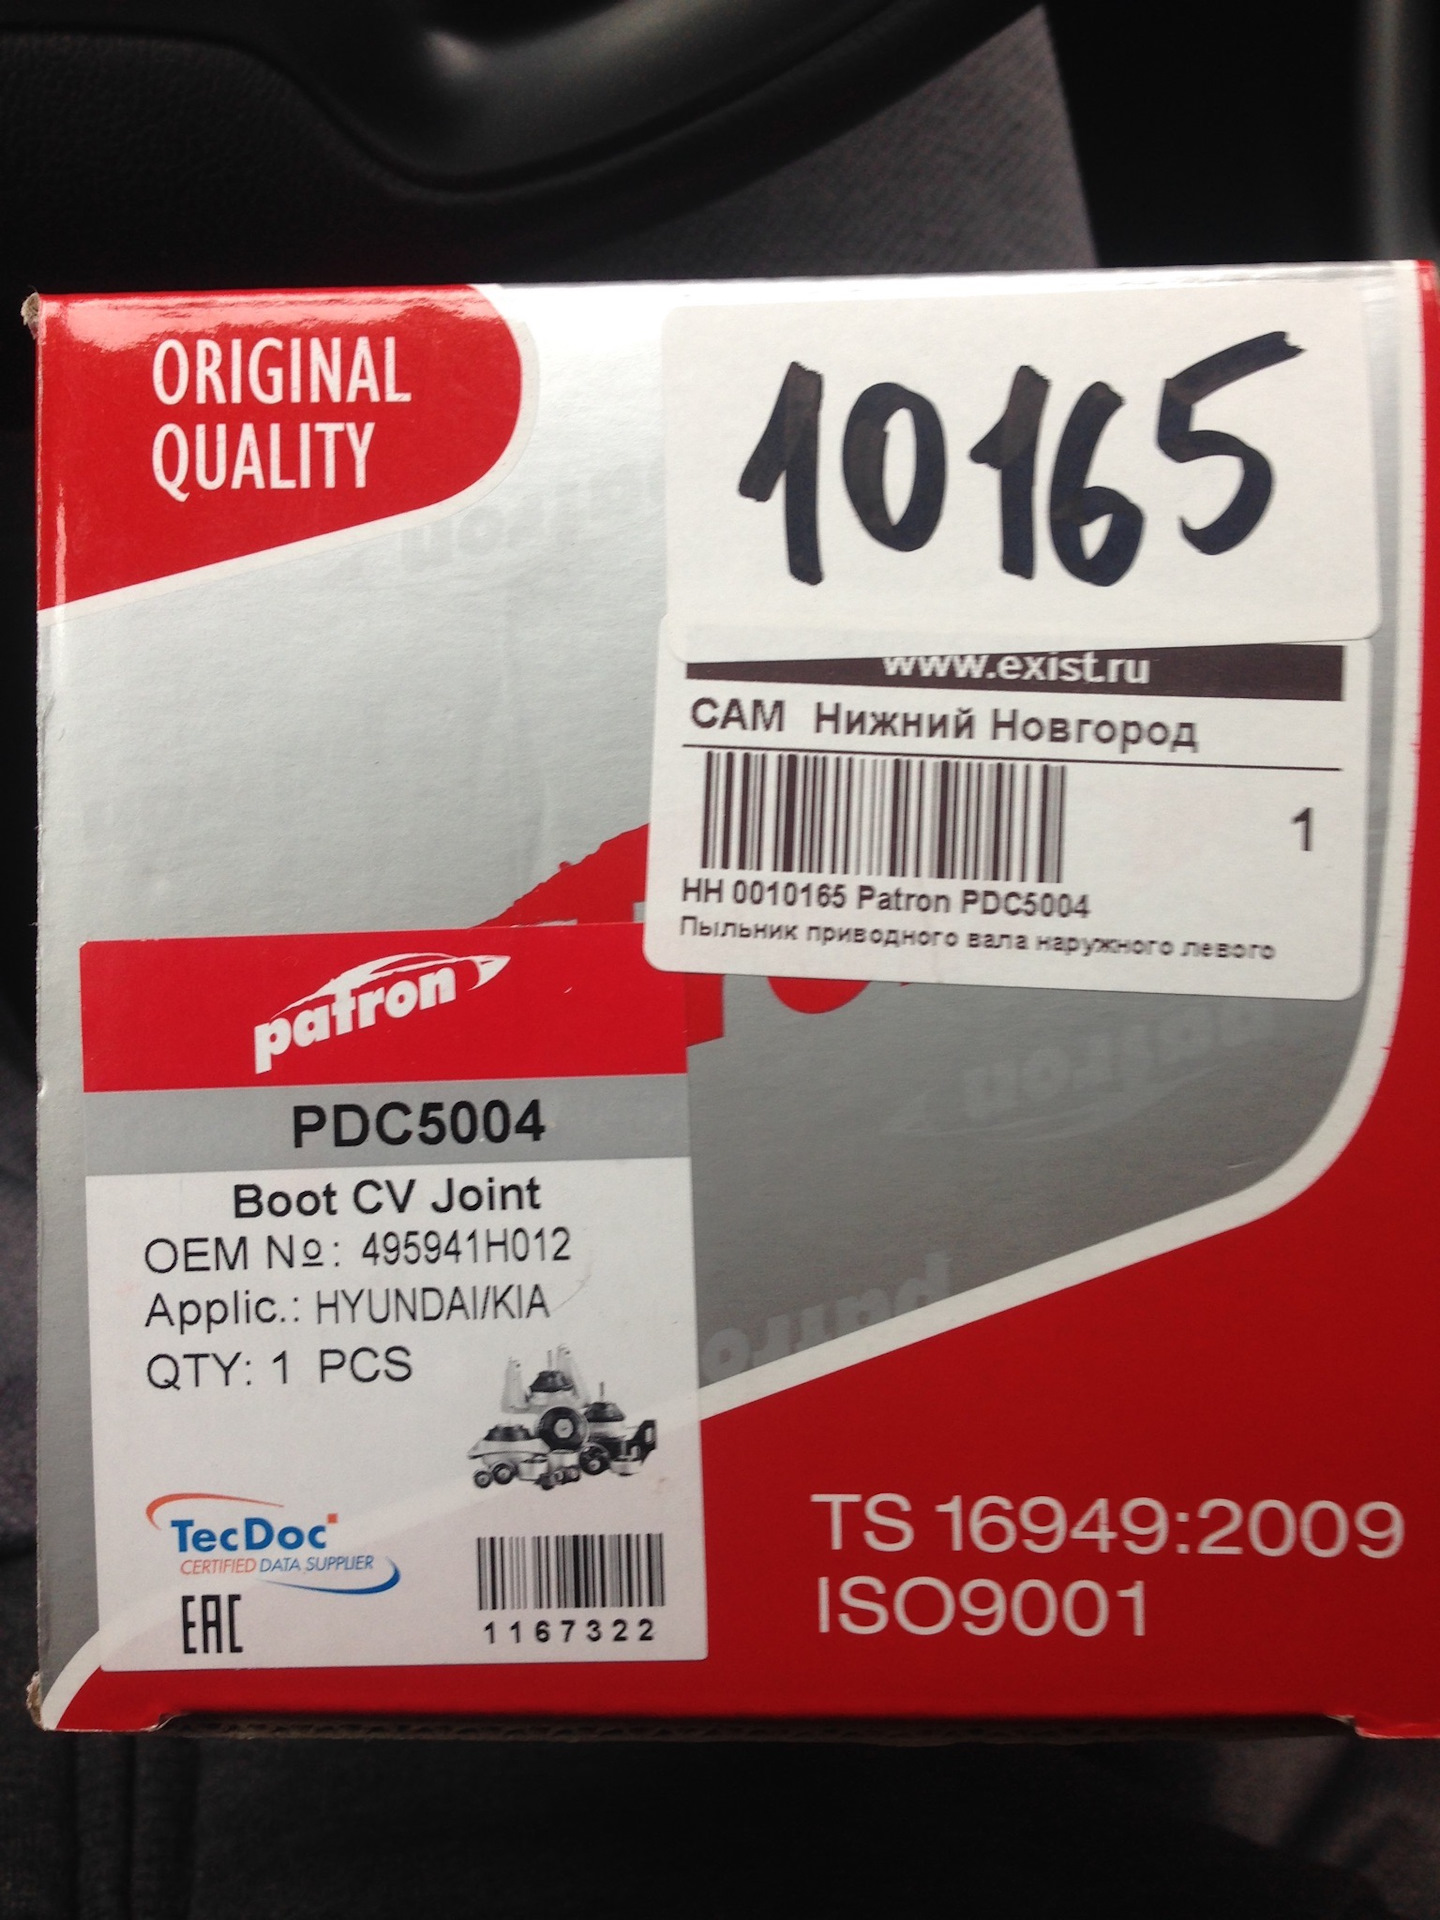 ORIGINAL
QUALITY
10165
www.exist.ru
САМ Нижний Новгород
1
НН 0010165 Patron PDC5004
Пыльник приводного вала наружного левого
patron
PDC5004
Boot CV Joint
OEM №: 495941H012
Applic.: HYUNDAI/KIA
QTY: 1 PCS
TecDoc
CERTIFIED DATA SUPPLIER
EAC
1167322
TS 16949:2009
ISO9001